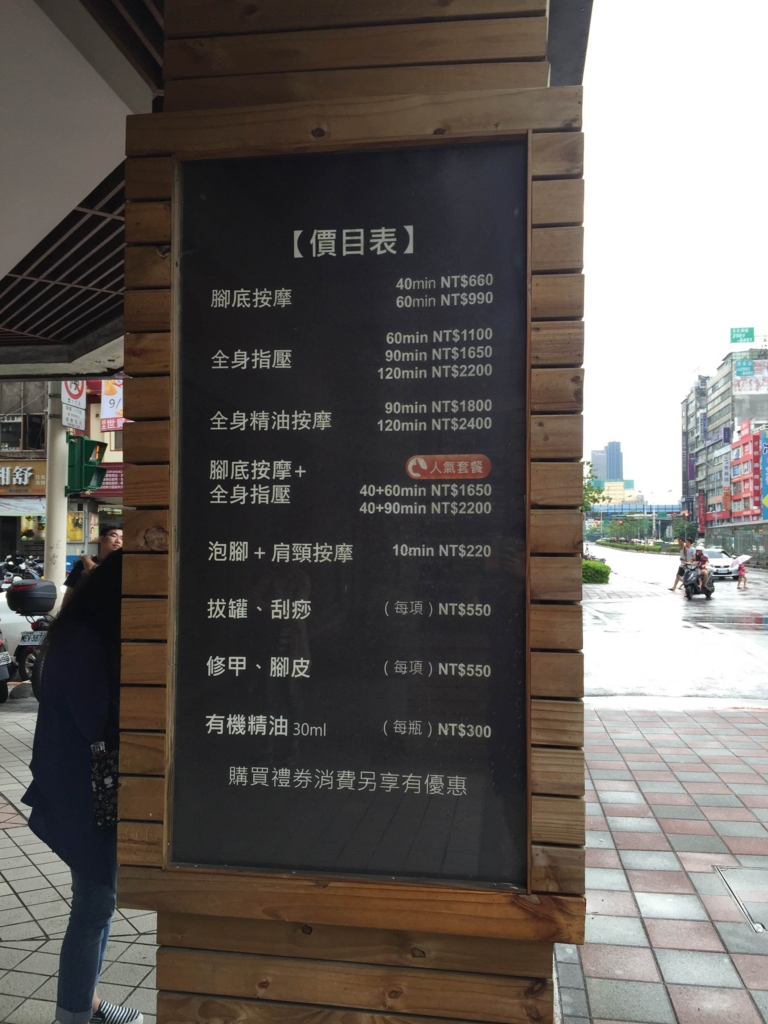 【價目表】
腳底按摩 40min NT$660
60min NT$990
全身指壓 60min NT$1100
90min NT$1650
120min NT$2200
全身精油按摩 90min NT$1800
120min NT$2400
人氣套餐
腳底按摩+
全身指壓 40+60min NT$1650
40+90min NT$2200
泡腳+肩頸按摩 10min NT$220
拔罐、刮痧 (每項)NT$550
修甲、腳皮 (每項)NT$550
有機精油 30ml (每瓶)NT$300
購買禮券消費另享有優惠